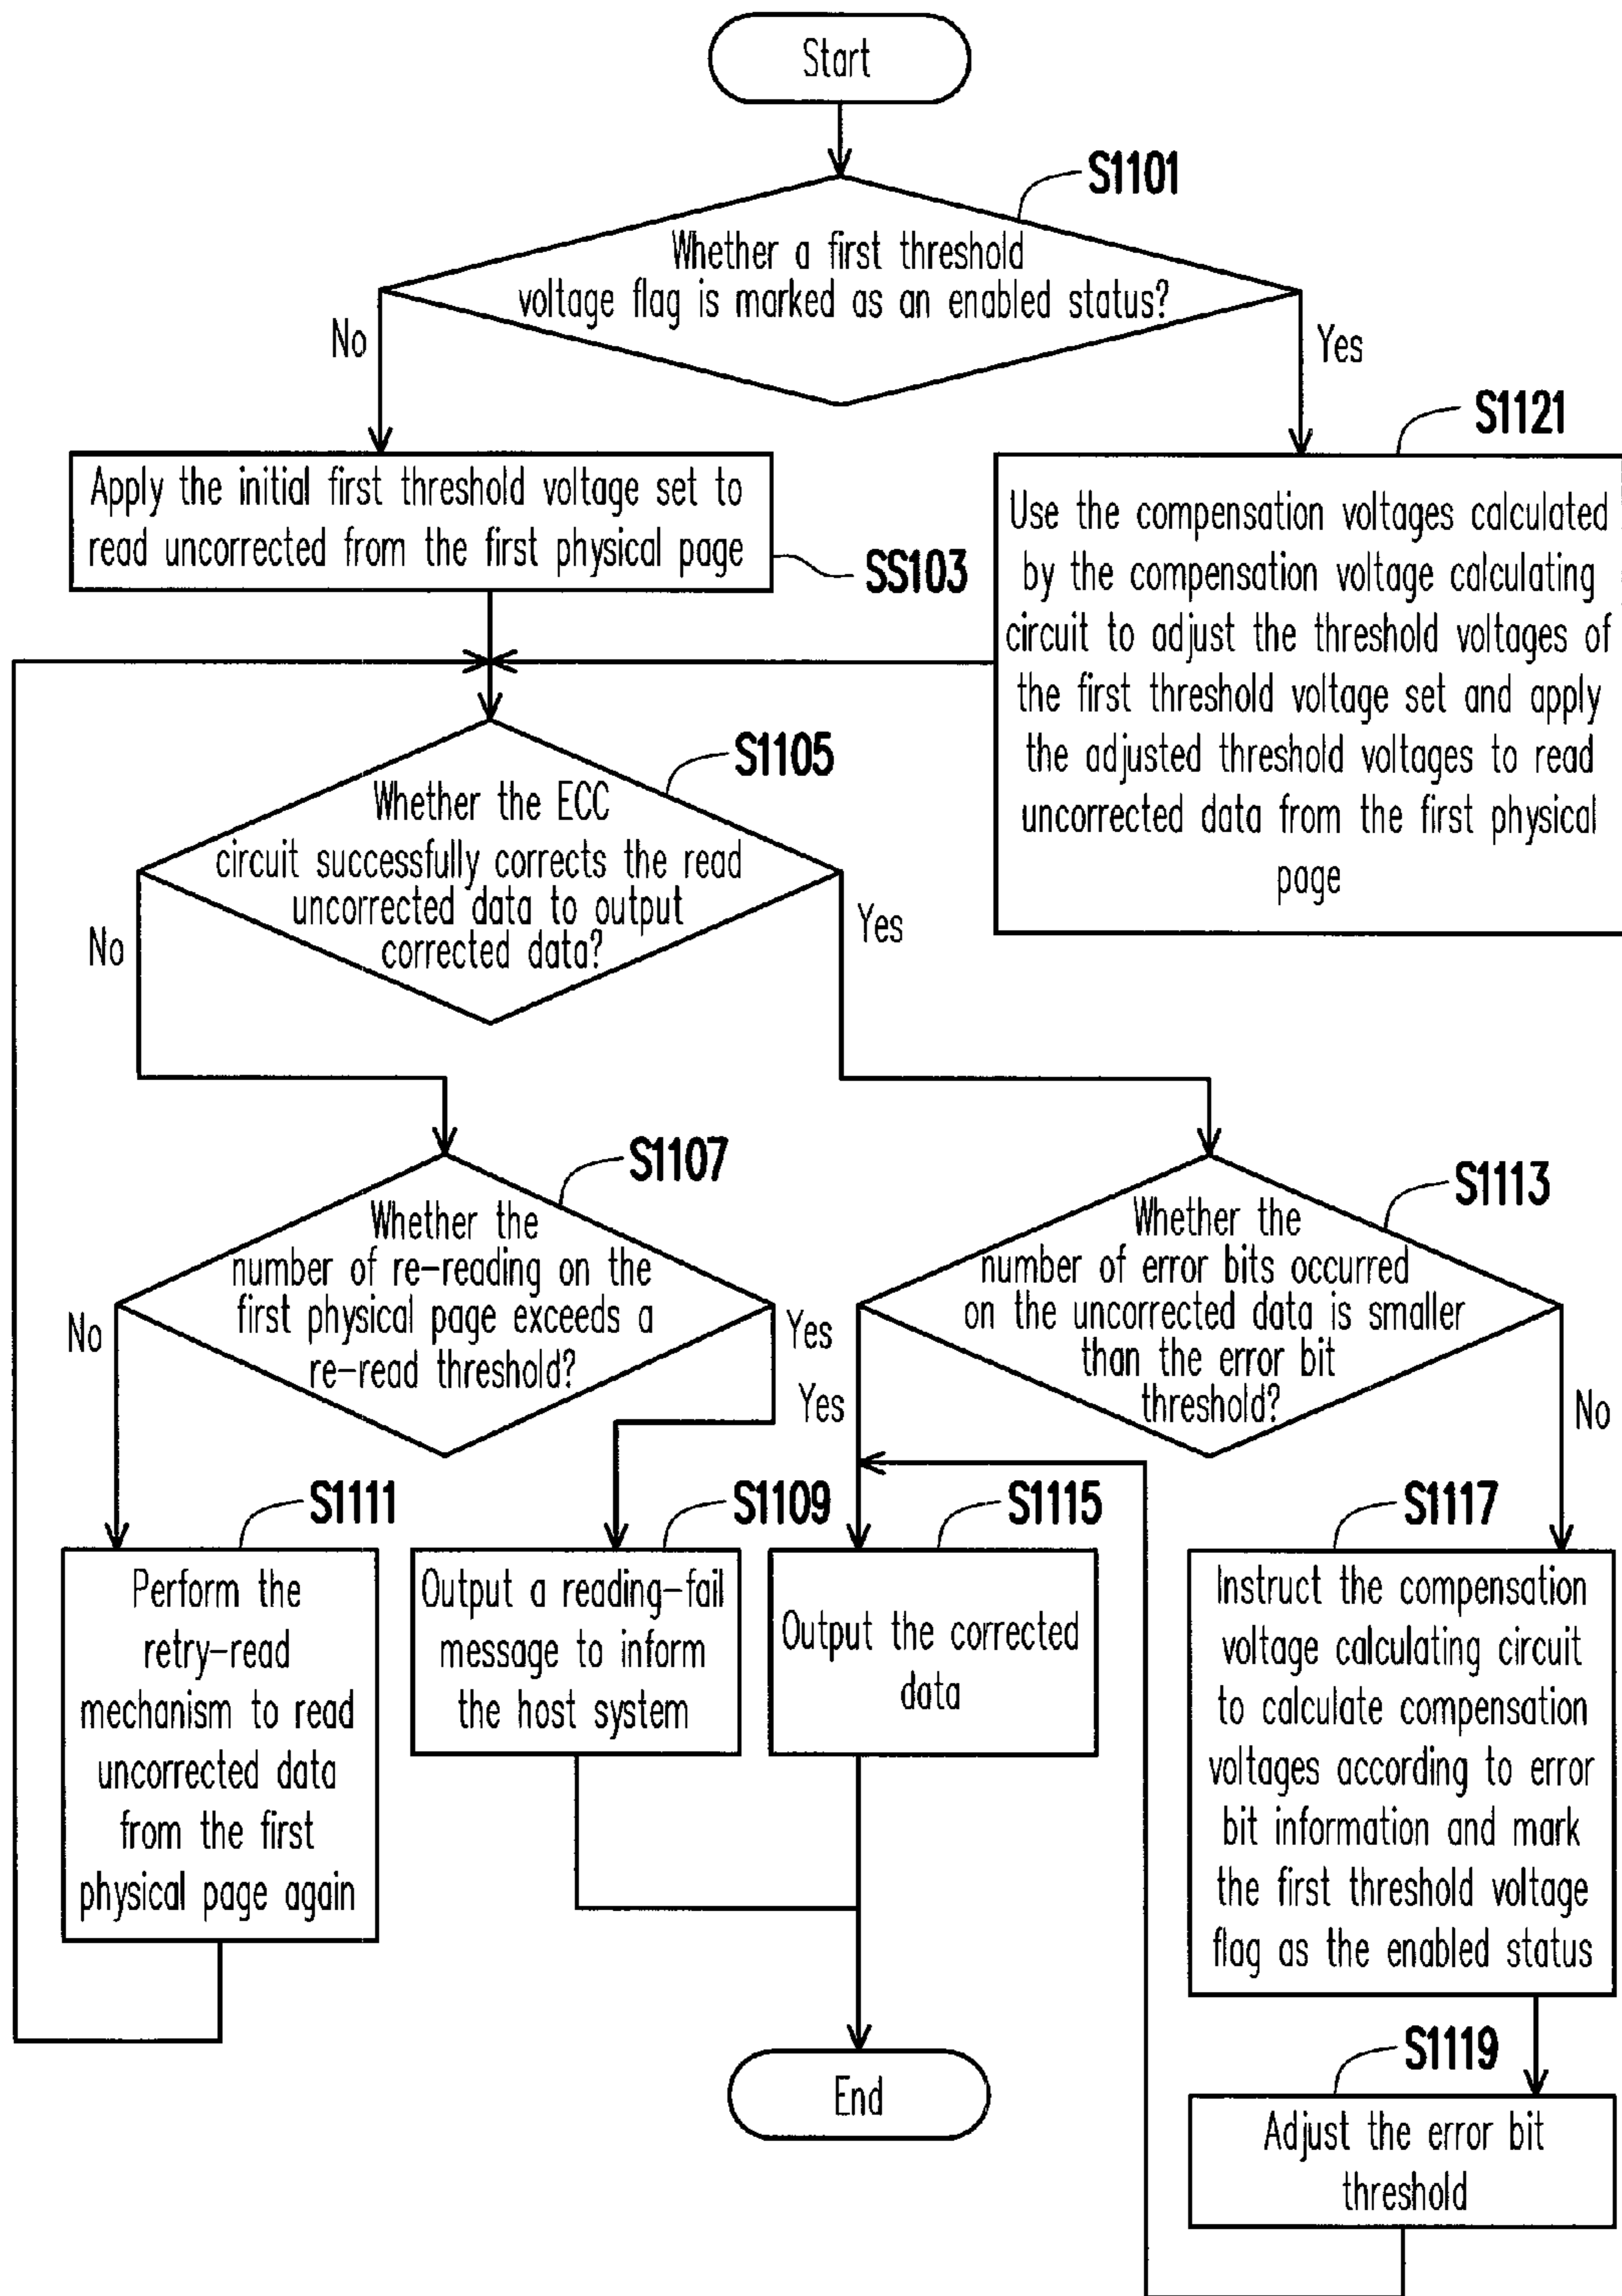 Start
S1101
Whether a first threshold
voltage flag is marked as an enabled status?
No
Yes
S1121
Apply the initial first threshold voltage set to
read uncorrected from the first physical page
SS103
Use the compensation voltages calculated
by the compensation voltage calculating
circuit to adjust the threshold voltages of
the first threshold voltage set and apply
the adjusted threshold voltages to read
uncorrected data from the first physical
page
S1105
Whether the ECC
circuit successfully corrects the read
uncorrected data to output
corrected data?
No
Yes
S1107
Whether the
number of re-reading on the
first physical page exceeds a
re-read threshold?
No
Yes
S1113
Whether the
number of error bits occurred
on the uncorrected data is smaller
than the error bit
threshold?
Yes
No
S1111
Perform the
retry-read
mechanism to read
uncorrected data
from the first
physical page again
S1109
Output a reading-fail
message to inform
the host system
S1115
Output the corrected
data
S1117
Instruct the compensation
voltage calculating circuit
to calculate compensation
voltages according to error
bit information and mark
the first threshold voltage
flag as the enabled status
S1119
Adjust the error bit
threshold
End